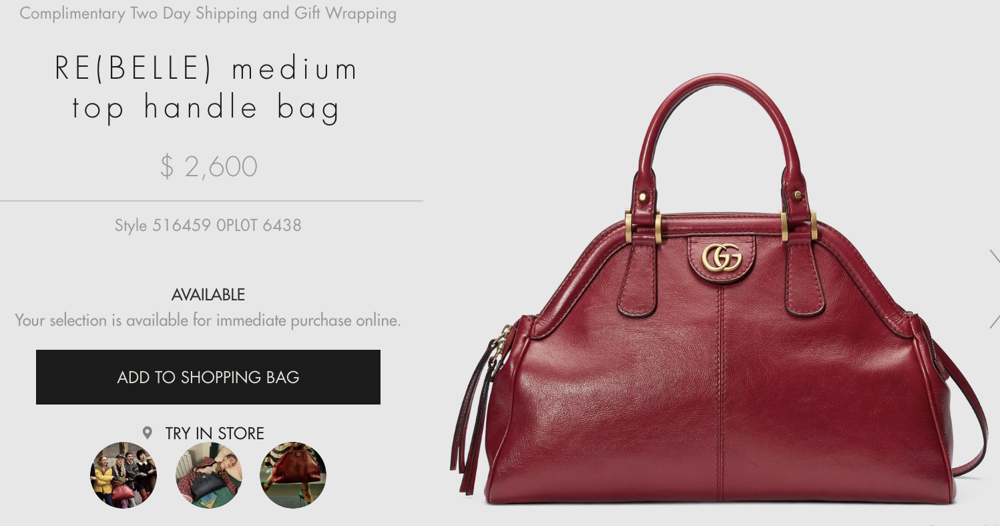 Complimentary Two Day Shipping and Gift Wrapping
RE(BELLE) medium
top handle bag
$ 2,600
Style 516459 0PL0T 6438
AVAILABLE
Your selection is available for immediate purchase online.
ADD TO SHOPPING BAG
TRY IN STORE
GG